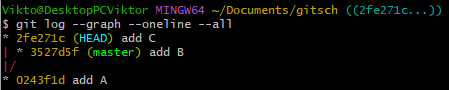 Vikto@DesktopPCViktor MINGW64 ~/Documents/gitsch ((2fe271c...))
$ git log --graph --oneline --all
* 2fe271c (HEAD) add C
| * 3527d5f (master) add B
|/
* 0243f1d add A